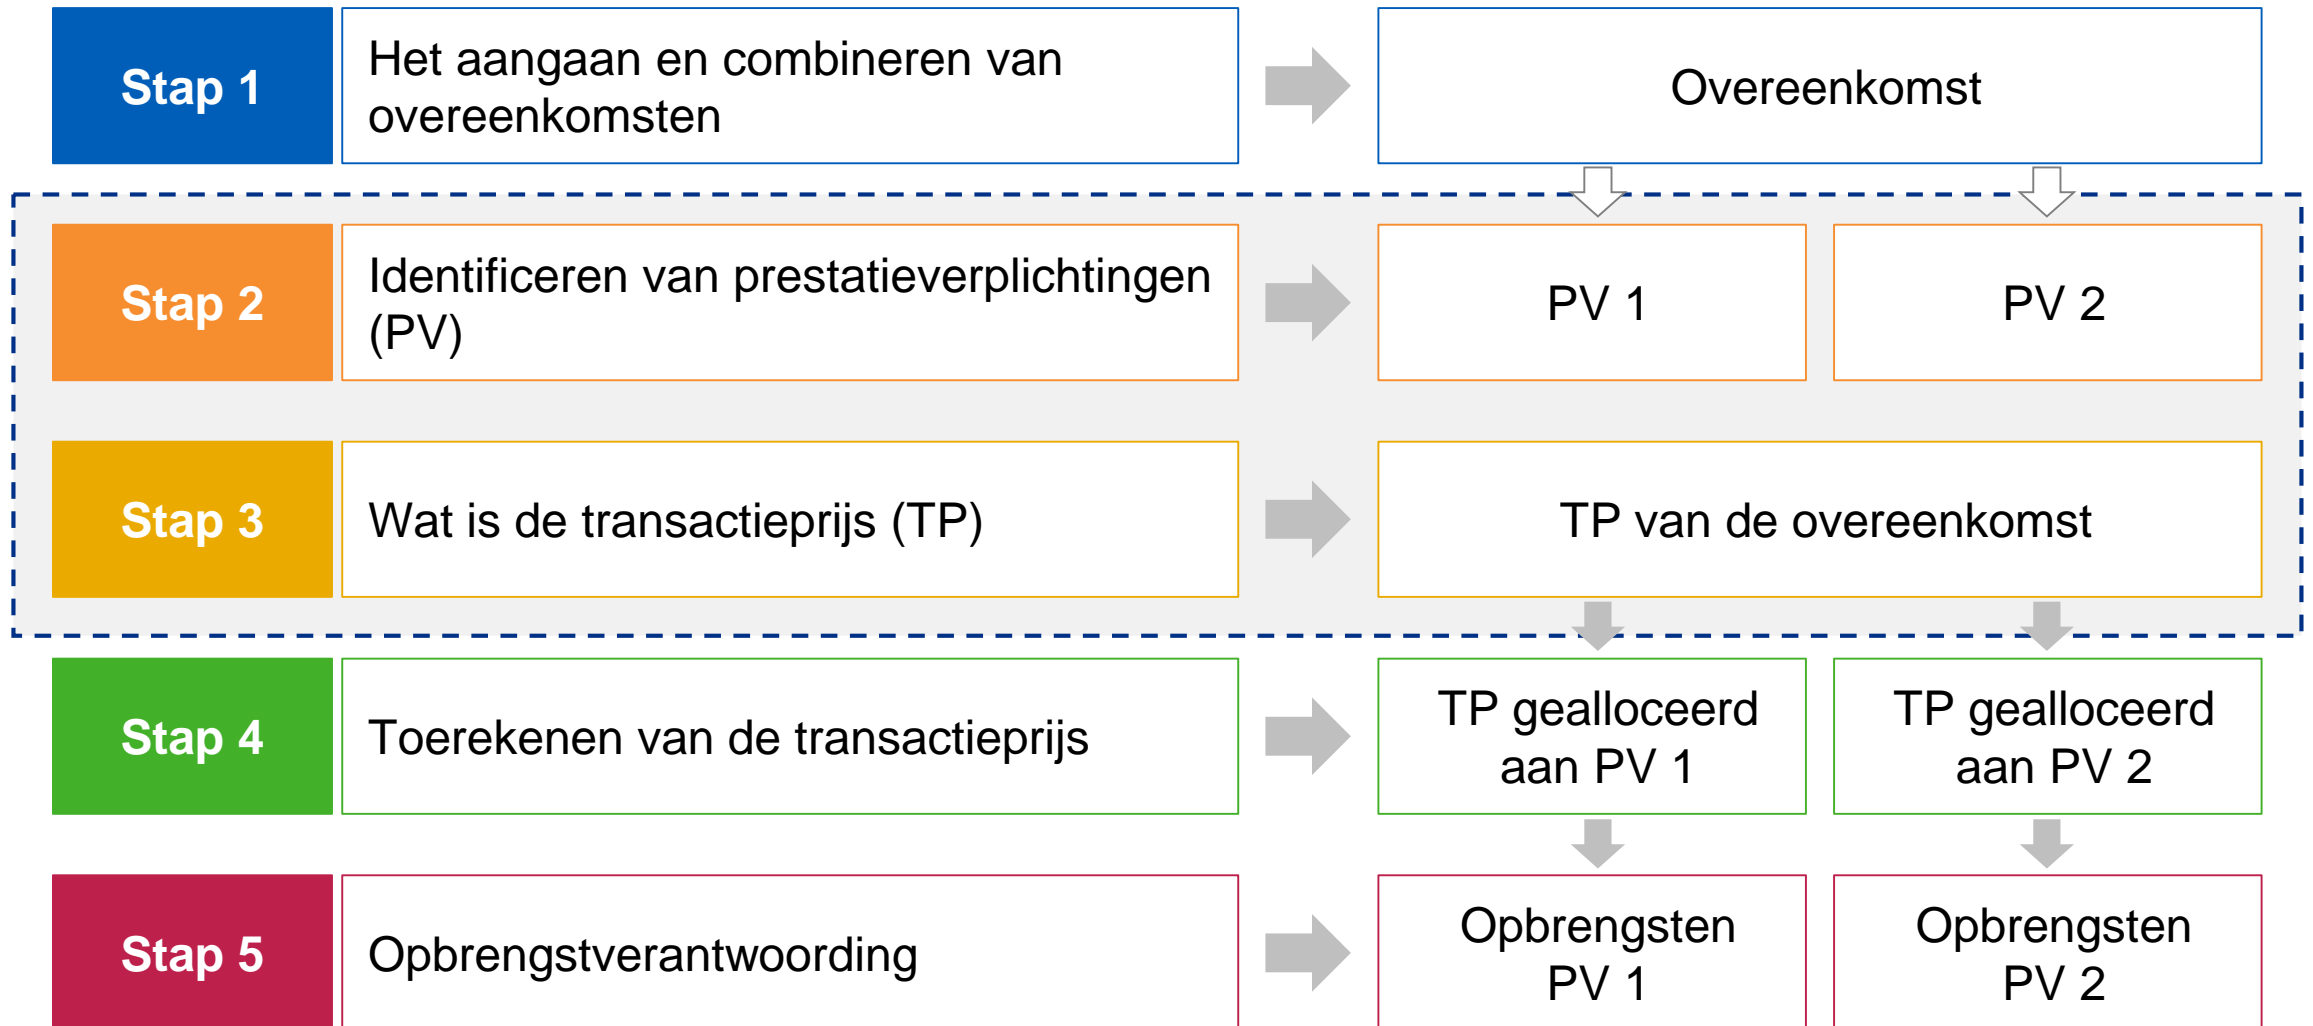 Stap 1
Het aangaan en combineren van
overeenkomsten
Overeenkomst
Stap 2
Identificeren van prestatieverplichtingen
(PV)
PV 1
PV 2
Stap 3
Wat is de transactieprijs (TP)
TP van de overeenkomst
Stap 4
Toerekenen van de transactieprijs
TP gealloceerd
aan PV 1
TP gealloceerd
aan PV 2
Stap 5
Opbrengstverantwoording
Opbrengsten
PV 1
Opbrengsten
PV 2